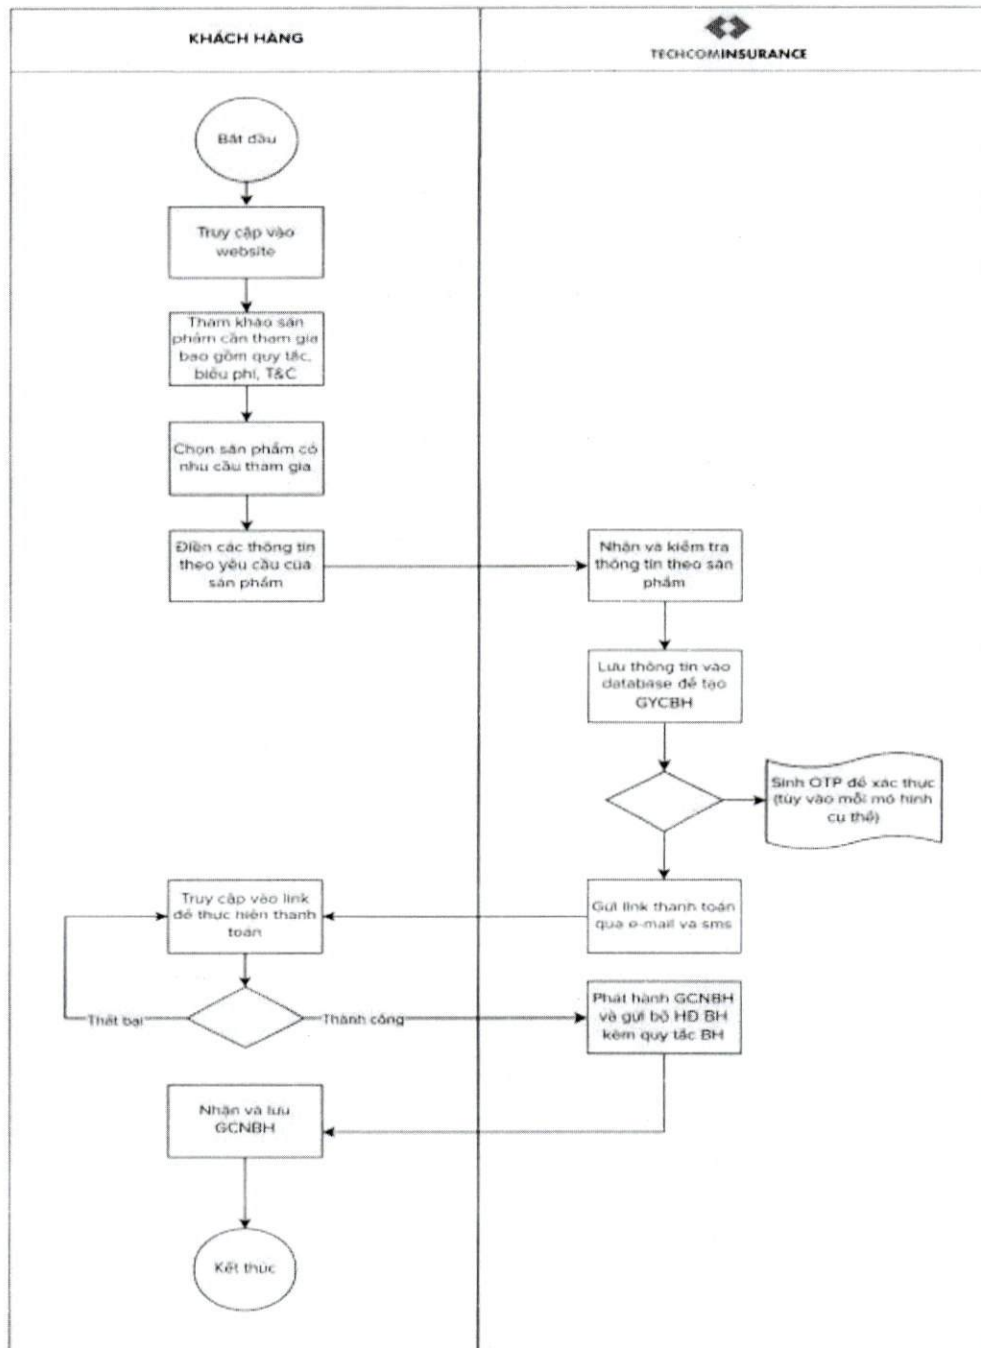 KHÁCH HÀNG
TECHCOMINSURANCE
Bắt đầu
Truy cập vào
website
Tham khảo sản
phẩm cần tham gia
bao gồm quy tắc,
biểu phí, T&C
Chọn sản phẩm có
nhu cầu tham gia
Điền các thông tin
theo yêu cầu của
sản phẩm
Nhận và kiểm tra
thông tin theo sản
phẩm
Lưu thông tin vào
database để tạo
GYCBH
Sinh OTP để xác thực
(tùy vào mỗi mô hình
cụ thể)
Gửi link thanh toán
qua e-mail và sms
Truy cập vào link
để thực hiện thanh
toán
Thất bại
Thành công
Phát hành GCNBH
và gửi bộ HĐ BH
kèm quy tắc BH
Nhận và lưu
GCNBH
Kết thúc